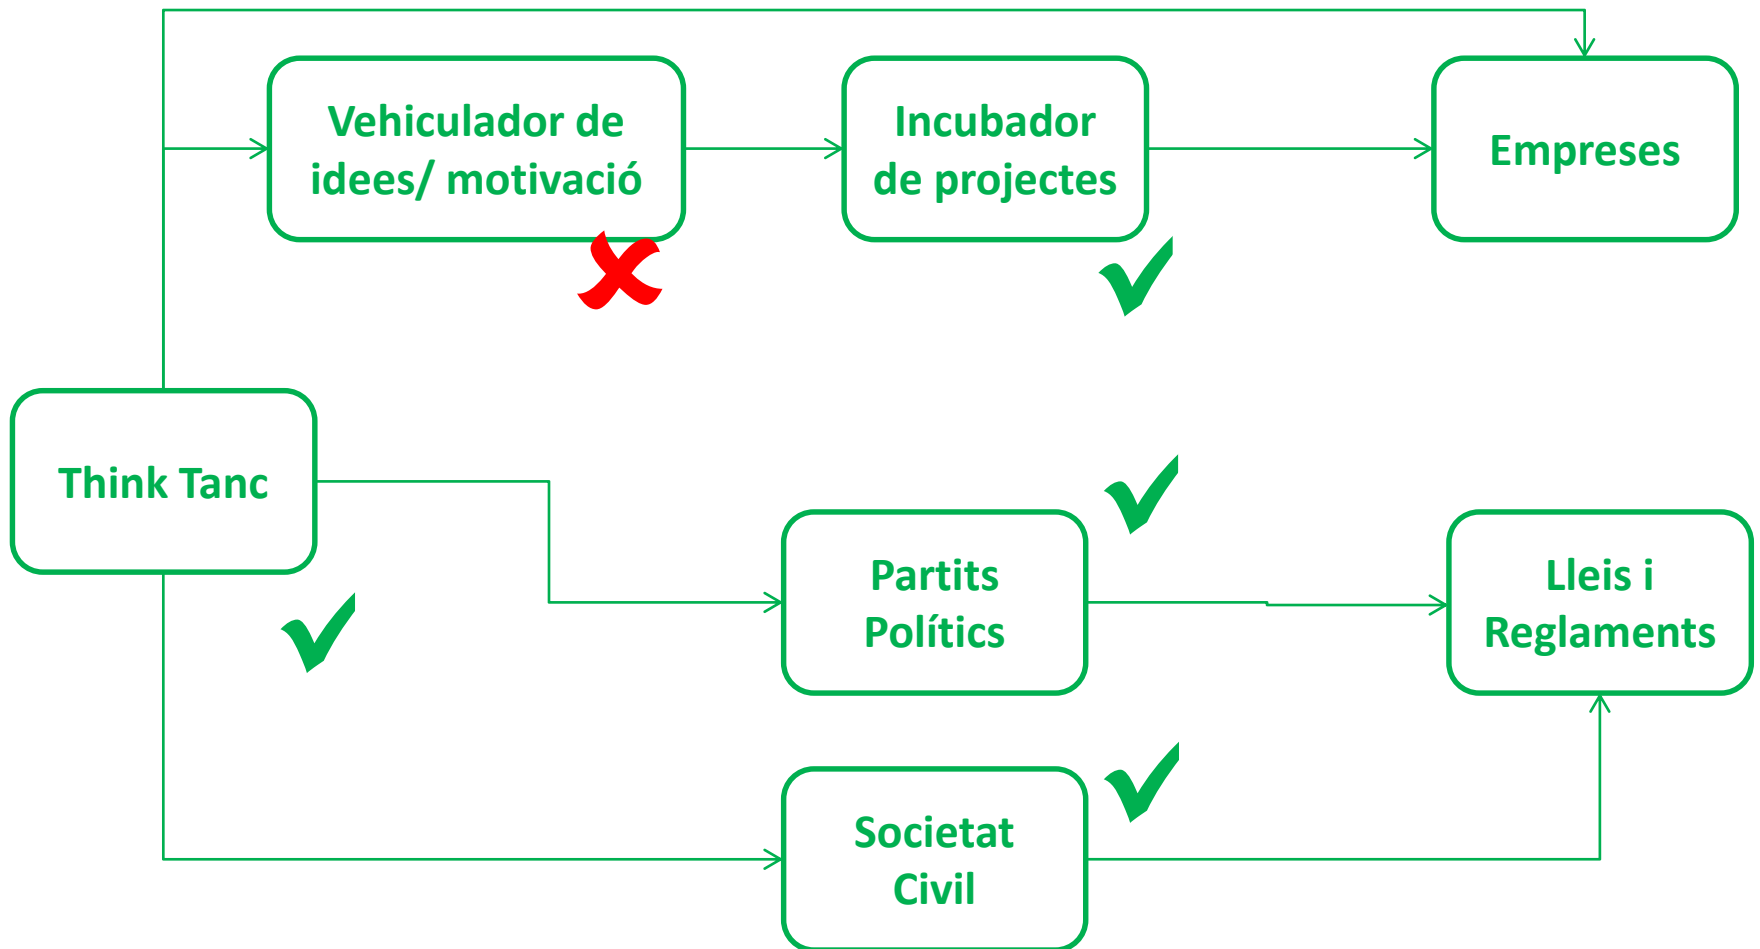 Vehiculador de
idees/ motivació
Incubador
de projectes
Empreses
Think Tanc
Partits
Polítics
Lleis i
Reglaments
Societat
Civil